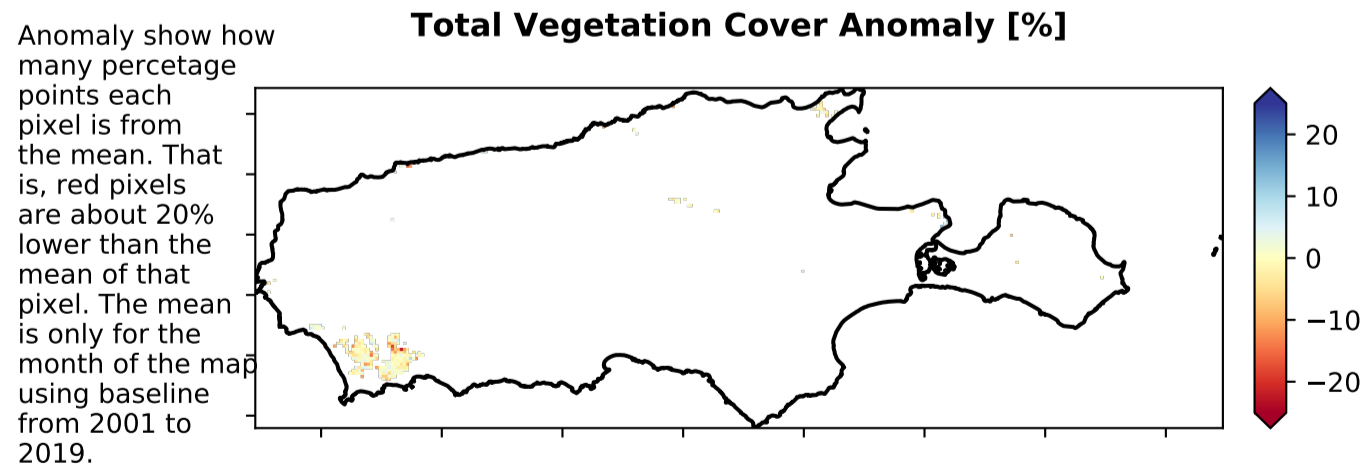 Total Vegetation Cover Anomaly [%]
Anomaly show how
many percetage
points each
pixel is from
the mean. That
is, red pixels
are about 20%
lower than the
mean of that
pixel. The mean
is only for the
month of the map
using baseline
from 2001 to
2019.
20
10
0
−10
−20